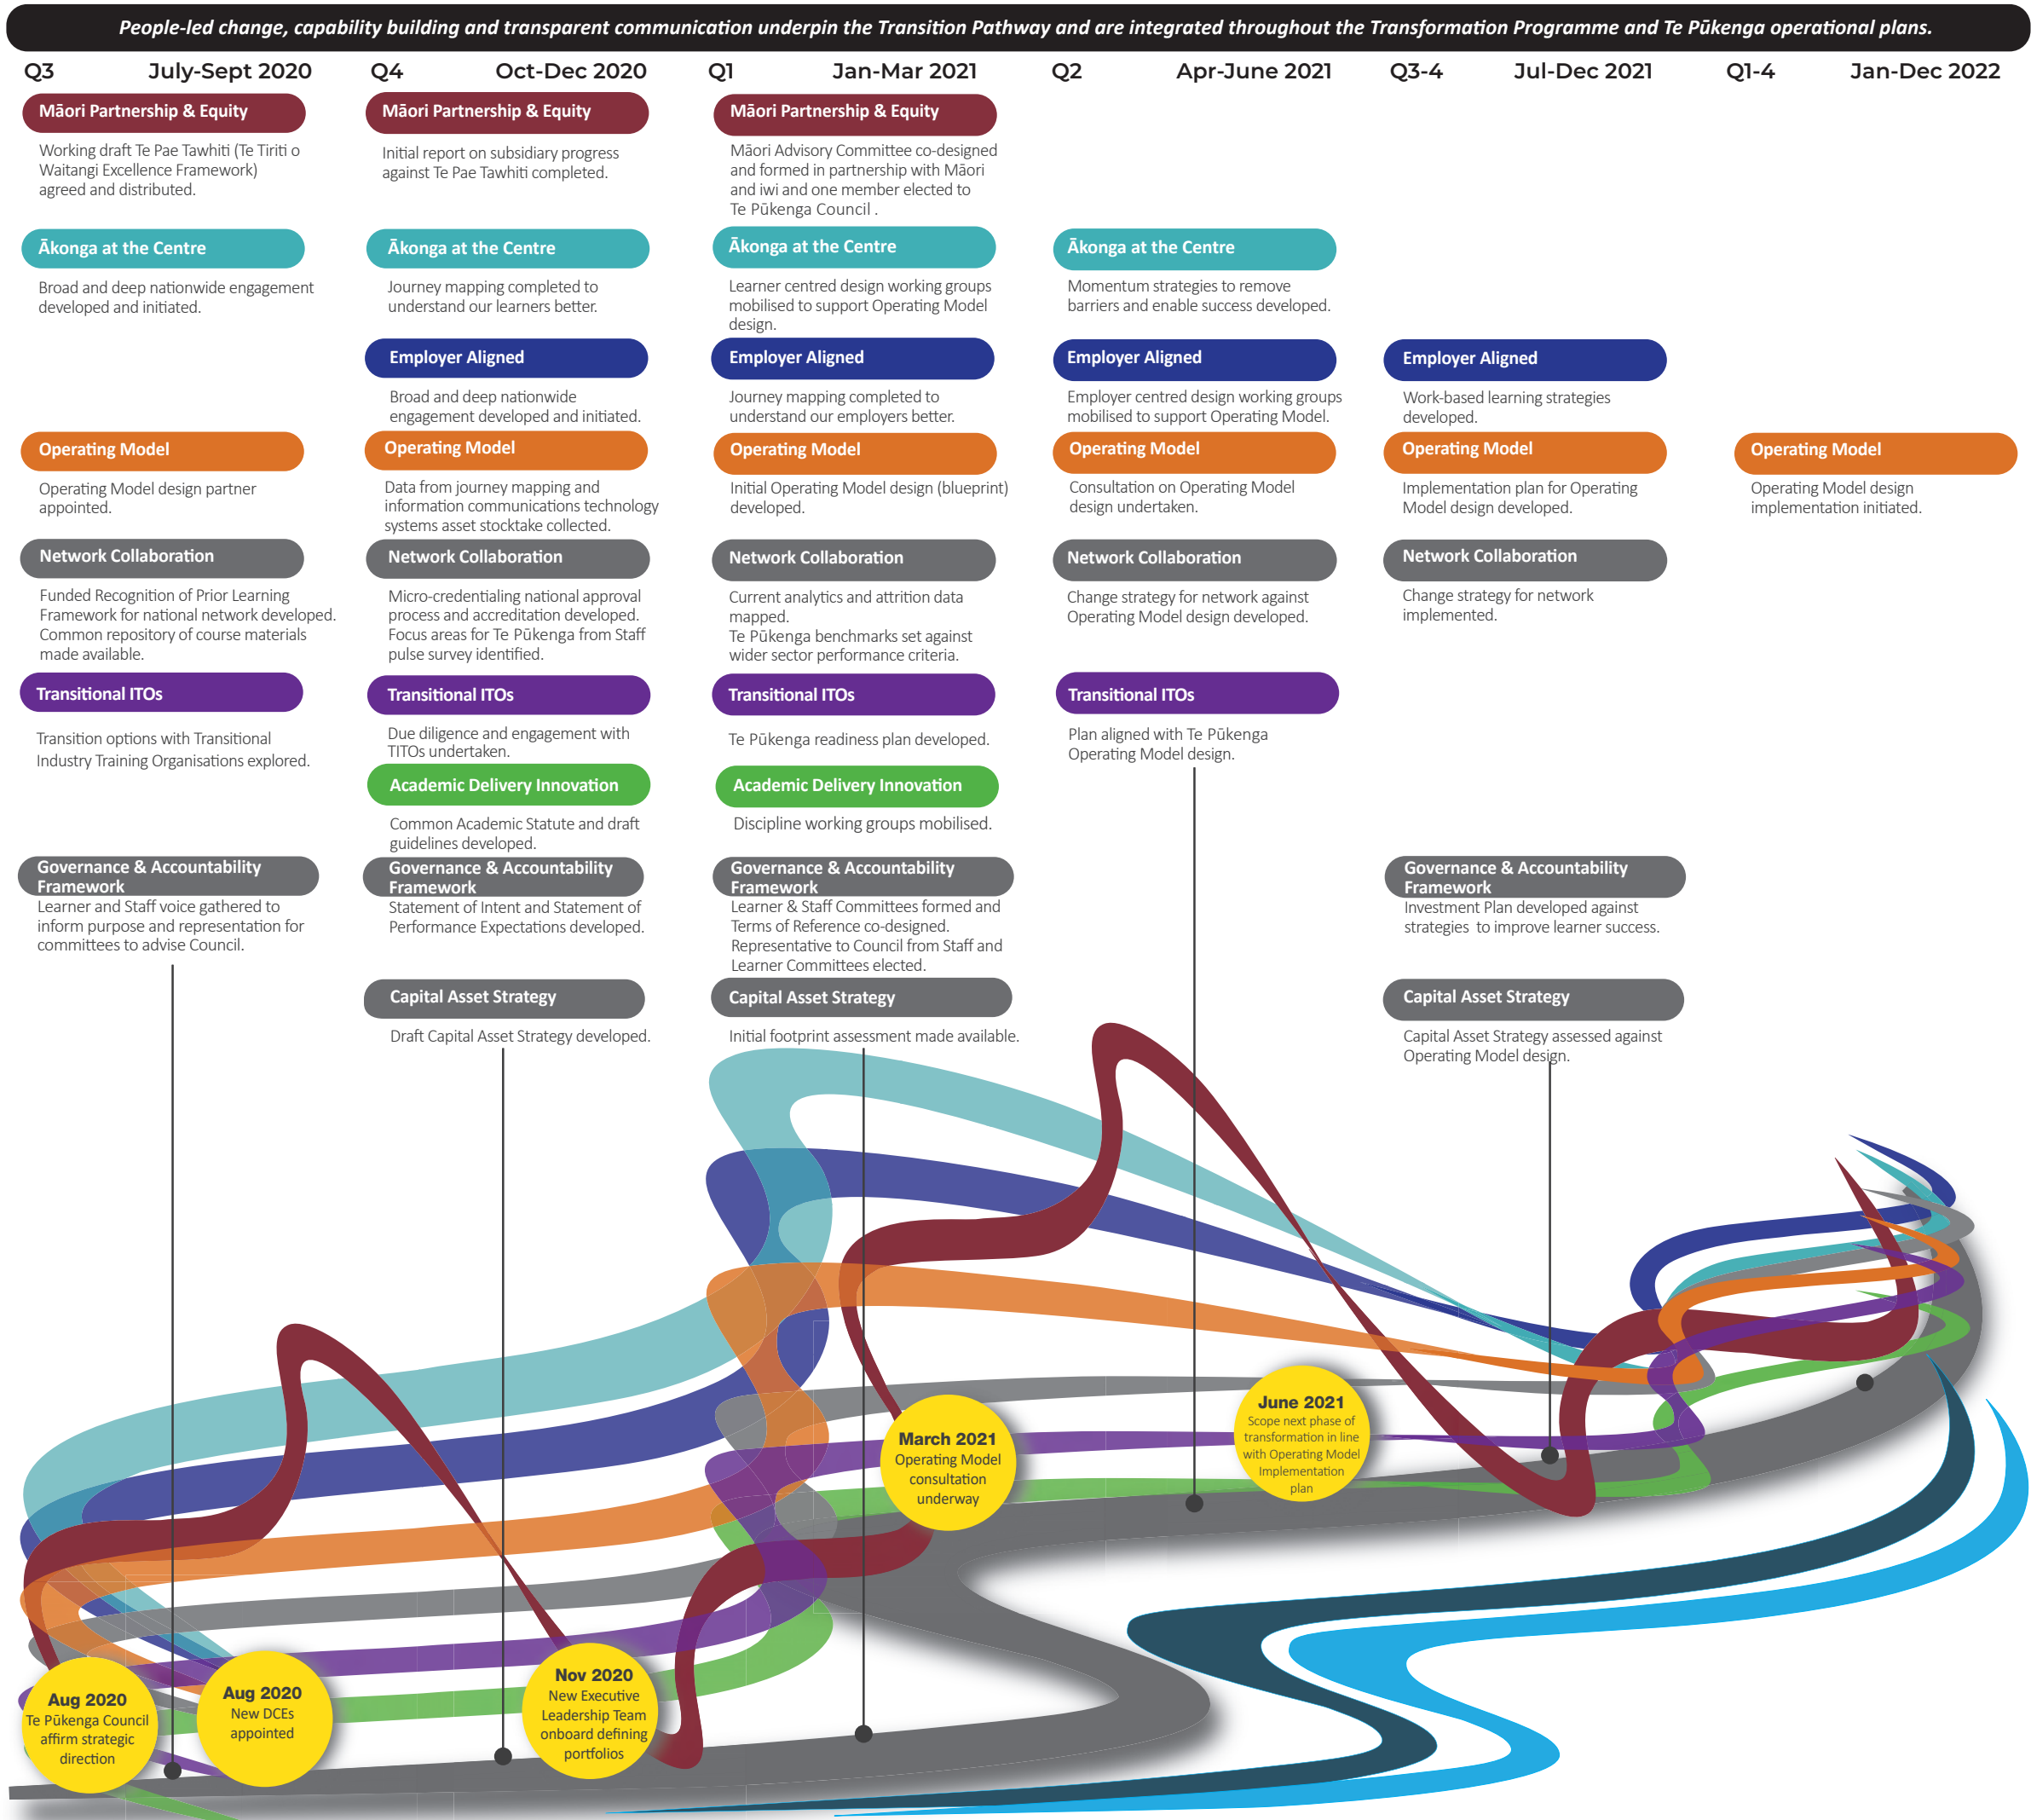 People-led change, capability building and transparent communication underpin the Transition Pathway and are integrated throughout the Transformation Programme and Te Pūkenga operational plans.
Q3 July-Sept 2020
Māori Partnership & Equity
Working draft Te Pae Tawhiti (Te Tiriti o
Waitangi Excellence Framework)
agreed and distributed.
Ākonga at the Centre
Broad and deep nationwide engagement
developed and initiated.
Operating Model
Operating Model design partner
appointed.
Network Collaboration
Funded Recognition of Prior Learning
Framework for national network developed.
Common repository of course materials
made available.
Transitional ITOs
Transition options with Transitional
Industry Training Organisations explored.
Governance & Accountability
Framework
Learner and Staff voice gathered to
inform purpose and representation for
committees to advise Council.
Q4 Oct-Dec 2020
Māori Partnership & Equity
Initial report on subsidiary progress
against Te Pae Tawhiti completed.
Ākonga at the Centre
Journey mapping completed to
understand our learners better.
Employer Aligned
Broad and deep nationwide
engagement developed and initiated.
Operating Model
Data from journey mapping and
information communications technology
systems asset stocktake collected.
Network Collaboration
Micro-credentialing national approval
process and accreditation developed.
Focus areas for Te Pūkenga from Staff
pulse survey identified.
Transitional ITOs
Due diligence and engagement with
TITOs undertaken.
Academic Delivery Innovation
Common Academic Statute and draft
guidelines developed.
Governance & Accountability
Framework
Statement of Intent and Statement of
Performance Expectations developed.
Capital Asset Strategy
Draft Capital Asset Strategy developed.
Q1 Jan-Mar 2021
Māori Partnership & Equity
Māori Advisory Committee co-designed
and formed in partnership with Māori
and iwi and one member elected to
Te Pūkenga Council .
Ākonga at the Centre
Learner centred design working groups
mobilised to support Operating Model
design.
Employer Aligned
Journey mapping completed to
understand our employers better.
Operating Model
Initial Operating Model design (blueprint)
developed.
Network Collaboration
Current analytics and attrition data
mapped.
Te Pūkenga benchmarks set against
wider sector performance criteria.
Transitional ITOs
Te Pūkenga readiness plan developed.
Academic Delivery Innovation
Discipline working groups mobilised.
Governance & Accountability
Framework
Learner & Staff Committees formed and
Terms of Reference co-designed.
Representative to Council from Staff and
Learner Committees elected.
Capital Asset Strategy
Initial footprint assessment made available.
Q2 Apr-June 2021
Ākonga at the Centre
Momentum strategies to remove
barriers and enable success developed.
Employer Aligned
Employer centred design working groups
mobilised to support Operating Model.
Operating Model
Consultation on Operating Model
design undertaken.
Network Collaboration
Change strategy for network against
Operating Model design developed.
Transitional ITOs
Plan aligned with Te Pūkenga
Operating Model design.
Q3-4 Jul-Dec 2021
Employer Aligned
Work-based learning strategies
developed.
Operating Model
Implementation plan for Operating
Model design developed.
Network Collaboration
Change strategy for network
implemented.
Governance & Accountability
Framework
Investment Plan developed against
strategies to improve learner success.
Capital Asset Strategy
Capital Asset Strategy assessed against
Operating Model design.
Q1-4 Jan-Dec 2022
Operating Model
Operating Model design
implementation initiated.
Aug 2020
Te Pūkenga Council
affirm strategic
direction
Aug 2020
New DCEs
appointed
Nov 2020
New Executive
Leadership Team
onboard defining
portfolios
March 2021
Operating Model
consultation
underway
June 2021
Scope next phase of
transformation in line
with Operating Model
Implementation
plan